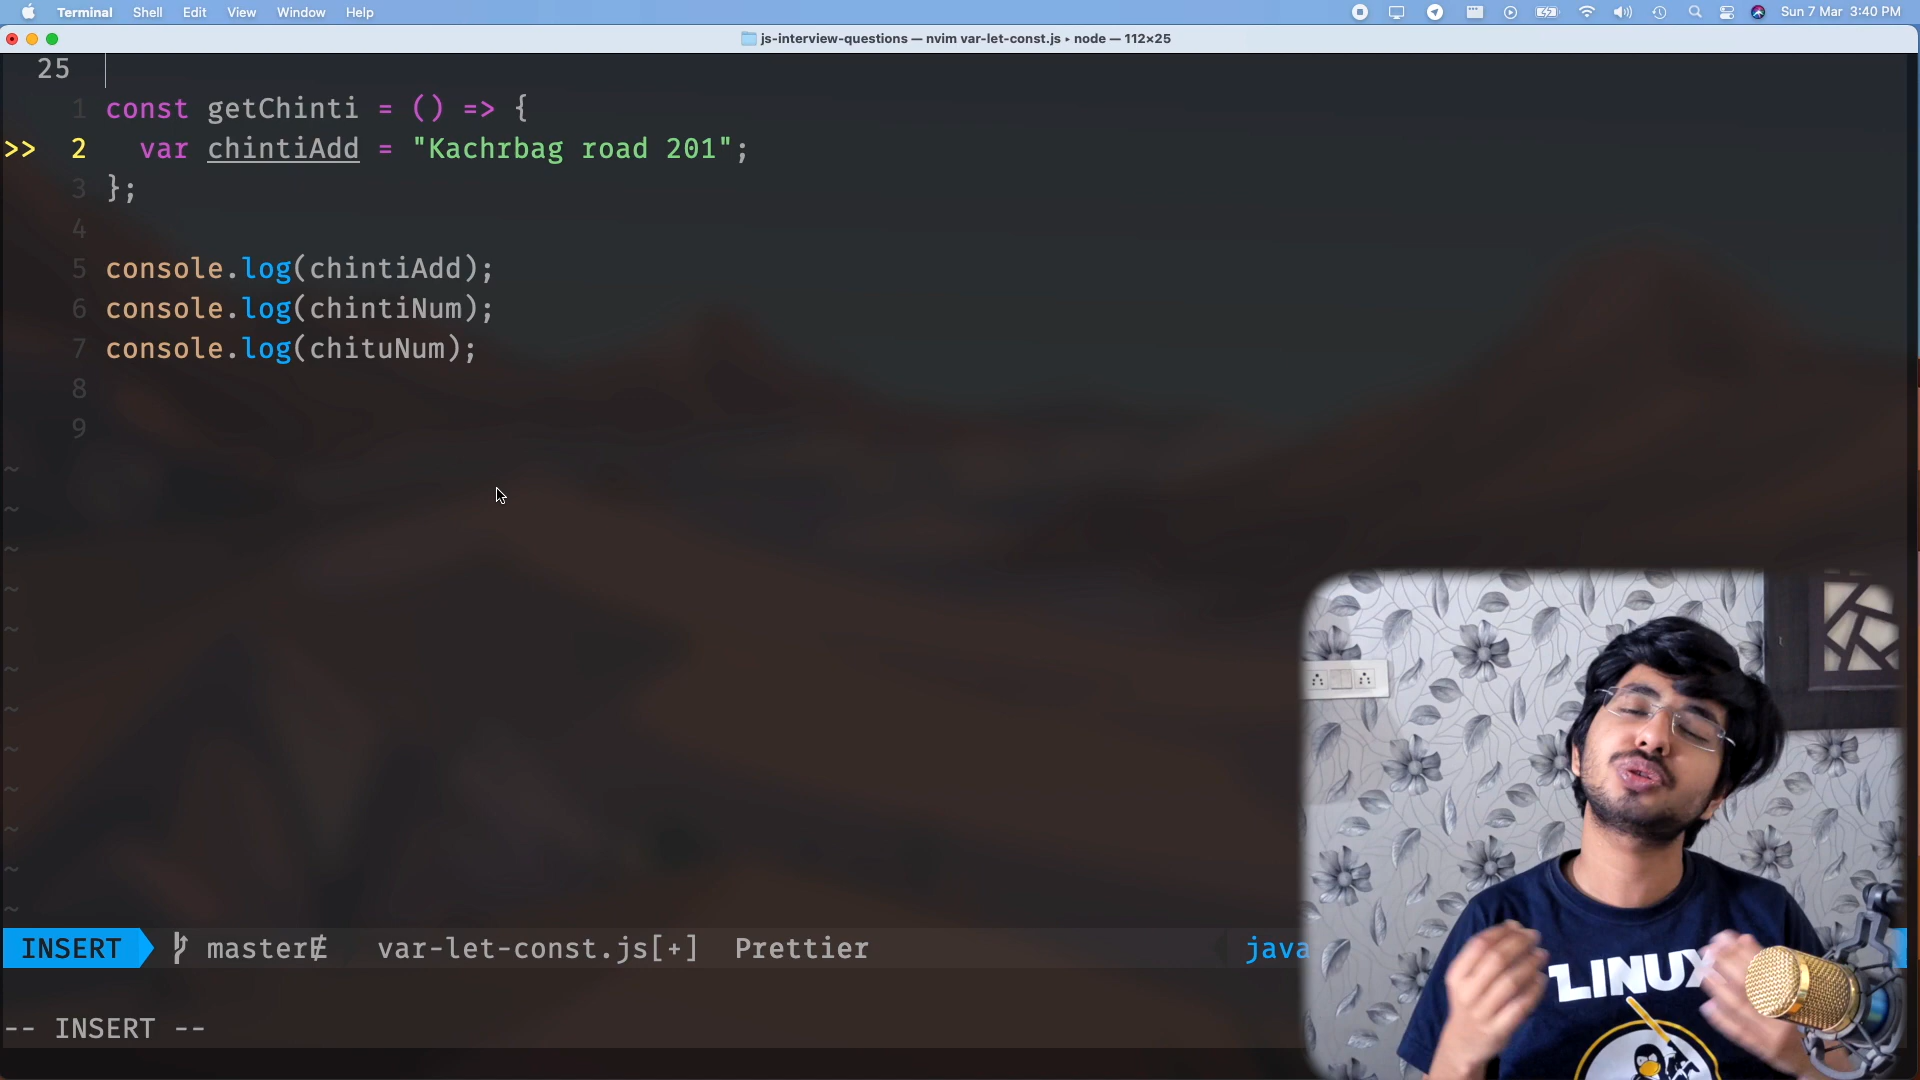 Terminal Shell Edit View Window Help Sun 7 Mar 3:40 PM
js-interview-questions — nvim var-let-const.js ▸ node — 112×25
25
1 const getChinti = () => {
>> 2 var chintiAdd = "Kachrbag road 201";
3 };
4
5 console.log(chintiAdd);
6 console.log(chintiNum);
7 console.log(chituNum);
8
9
~
~
~
~
~
~
~
~
~
~
~
~
INSERT master var-let-const.js[+] Prettier java
-- INSERT --
LINUX